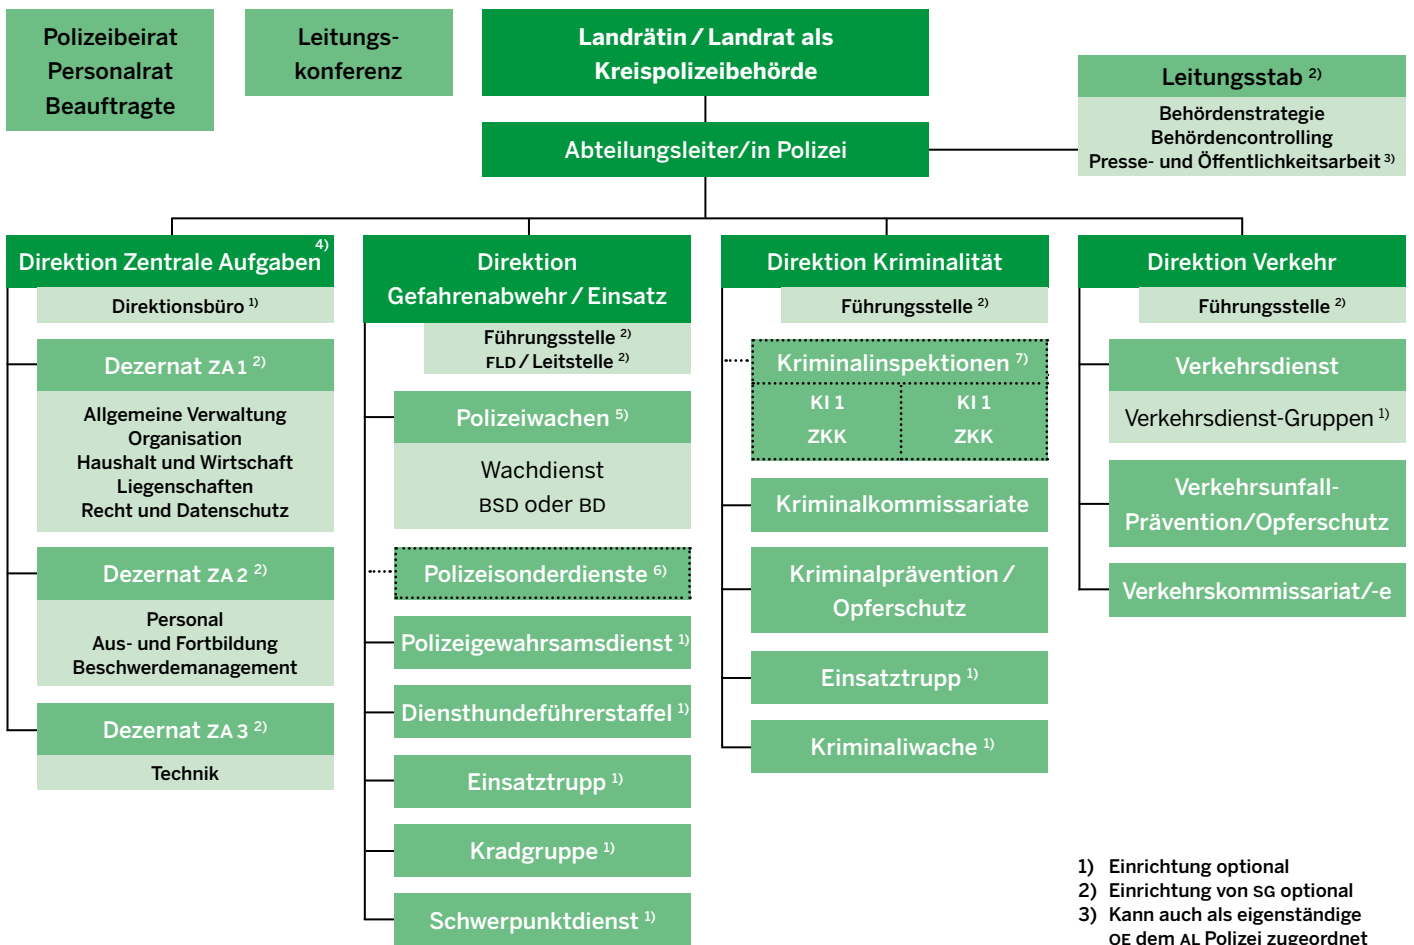 Polizeibeirat
Personalrat
Beauftragte
Leitungs-
konferenz
Landrätin / Landrat als
Kreispolizeibehörde
Abteilungsleiter/in Polizei
Leitungsstab 2)
Behördenstrategie
Behördencontrolling
Presse- und Öffentlichkeitsarbeit 3)
Direktion Zentrale Aufgaben 4)
Direktionsbüro 1)
Dezernat ZA 1 2)
Allgemeine Verwaltung
Organisation
Haushalt und Wirtschaft
Liegenschaften
Recht und Datenschutz
Dezernat ZA 2 2)
Personal
Aus- und Fortbildung
Beschwerdemanagement
Dezernat ZA 3 2)
Technik
Direktion
Gefahrenabwehr / Einsatz
Führungsstelle 2)
FLD / Leitstelle 2)
Polizeiwachen 5)
Wachdienst
BSD oder BD
Polizeisonderdienste 6)
Polizeigewahrsamsdienst 1)
Diensthundeführerstaffel 1)
Einsatztrupp 1)
Kradgruppe 1)
Schwerpunktdienst 1)
Direktion Kriminalität
Führungsstelle 2)
Kriminalinspektionen 7)
KI 1 KI 1
ZKK ZKK
Kriminalkommissariate
Kriminalprävention /
Opferschutz
Einsatztrupp 1)
Kriminaliwache 1)
Direktion Verkehr
Führungsstelle 2)
Verkehrsdienst
Verkehrsdienst-Gruppen 1)
Verkehrsunfall-
Prävention/Opferschutz
Verkehrskommissariat/-e
1) Einrichtung optional
2) Einrichtung von SG optional
3) Kann auch als eigenständige
OE dem AL Polizei zugeordnet